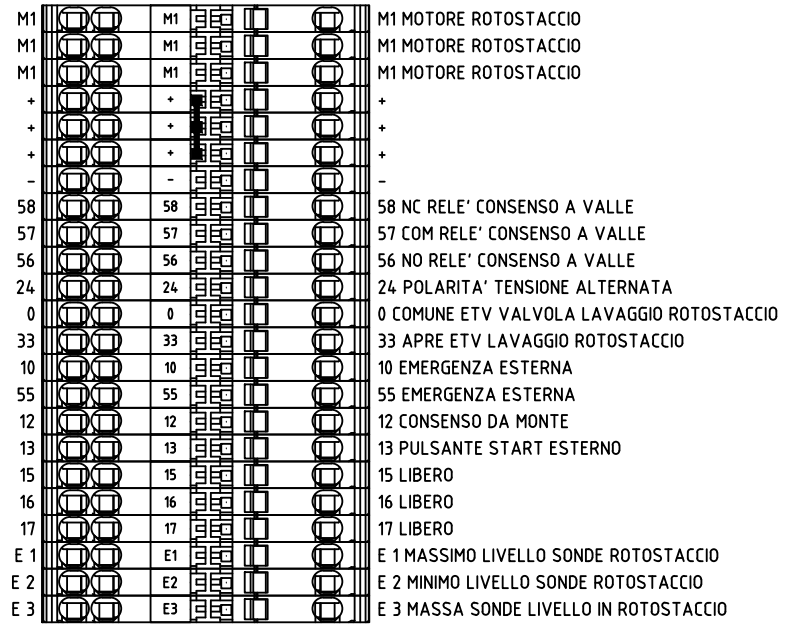 M1 M1 M1 MOTORE ROTOSTACCIO
M1 M1 M1 MOTORE ROTOSTACCIO
M1 M1 M1 MOTORE ROTOSTACCIO
+ + +
+ + +
+ + +
- - -
58 58 58 NC RELE' CONSENSO A VALLE
57 57 57 COM RELE' CONSENSO A VALLE
56 56 56 NO RELE' CONSENSO A VALLE
24 24 24 POLARITA' TENSIONE ALTERNATA
0 0 0 COMUNE ETV VALVOLA LAVAGGIO ROTOSTACCIO
33 33 33 APRE ETV LAVAGGIO ROTOSTACCIO
10 10 10 EMERGENZA ESTERNA
55 55 55 EMERGENZA ESTERNA
12 12 12 CONSENSO DA MONTE
13 13 13 PULSANTE START ESTERNO
15 15 15 LIBERO
16 16 16 LIBERO
17 17 17 LIBERO
E 1 E1 E 1 MASSIMO LIVELLO SONDE ROTOSTACCIO
E 2 E2 E 2 MINIMO LIVELLO SONDE ROTOSTACCIO
E 3 E3 E 3 MASSA SONDE LIVELLO IN ROTOSTACCIO